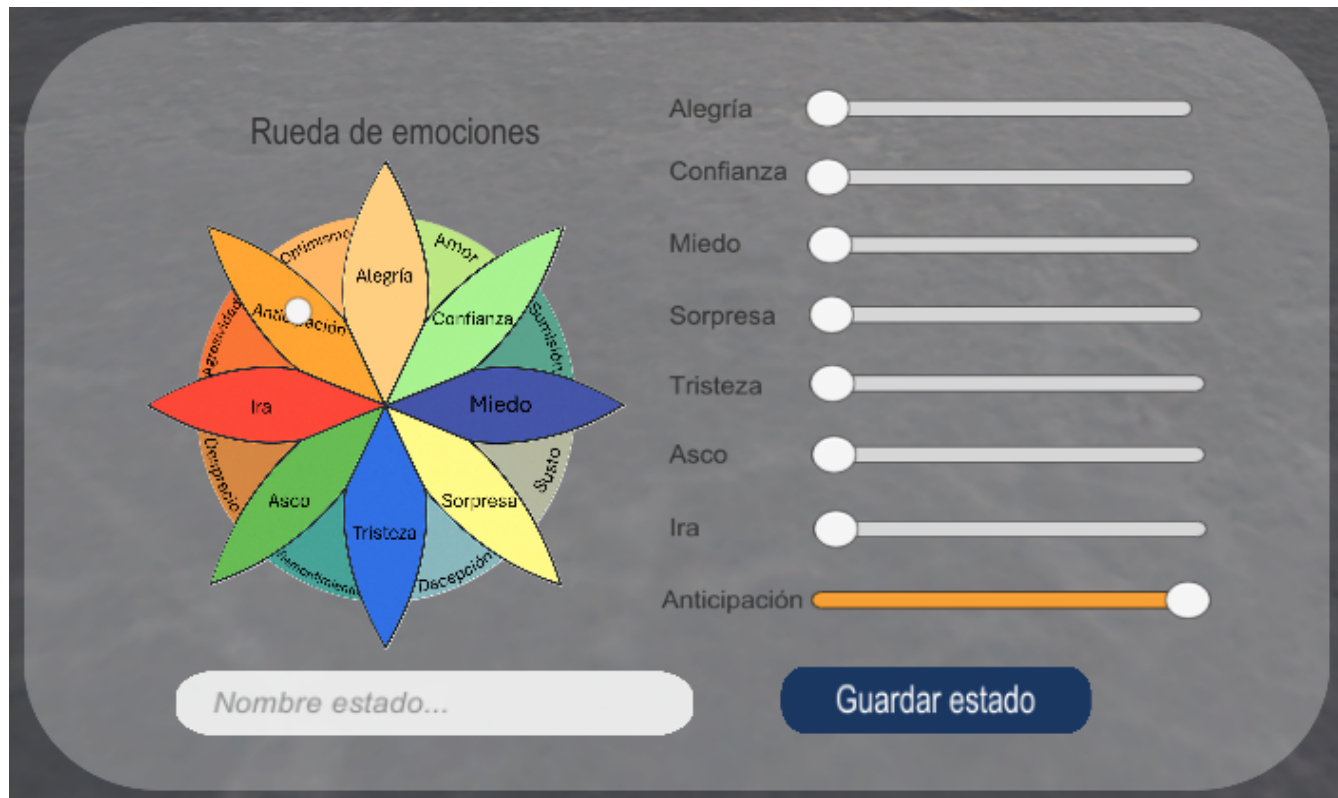 Rueda de emociones
Optimismo
Alegría
Amor
Anticipación
Confianza
Agresividad
Sumisión
Ira
Miedo
Desprecio
Asco
Tristeza
Sorpresa
Susto
Decepción
Alegría
Confianza
Miedo
Sorpresa
Tristeza
Asco
Ira
Anticipación
Nombre estado...
Guardar estado